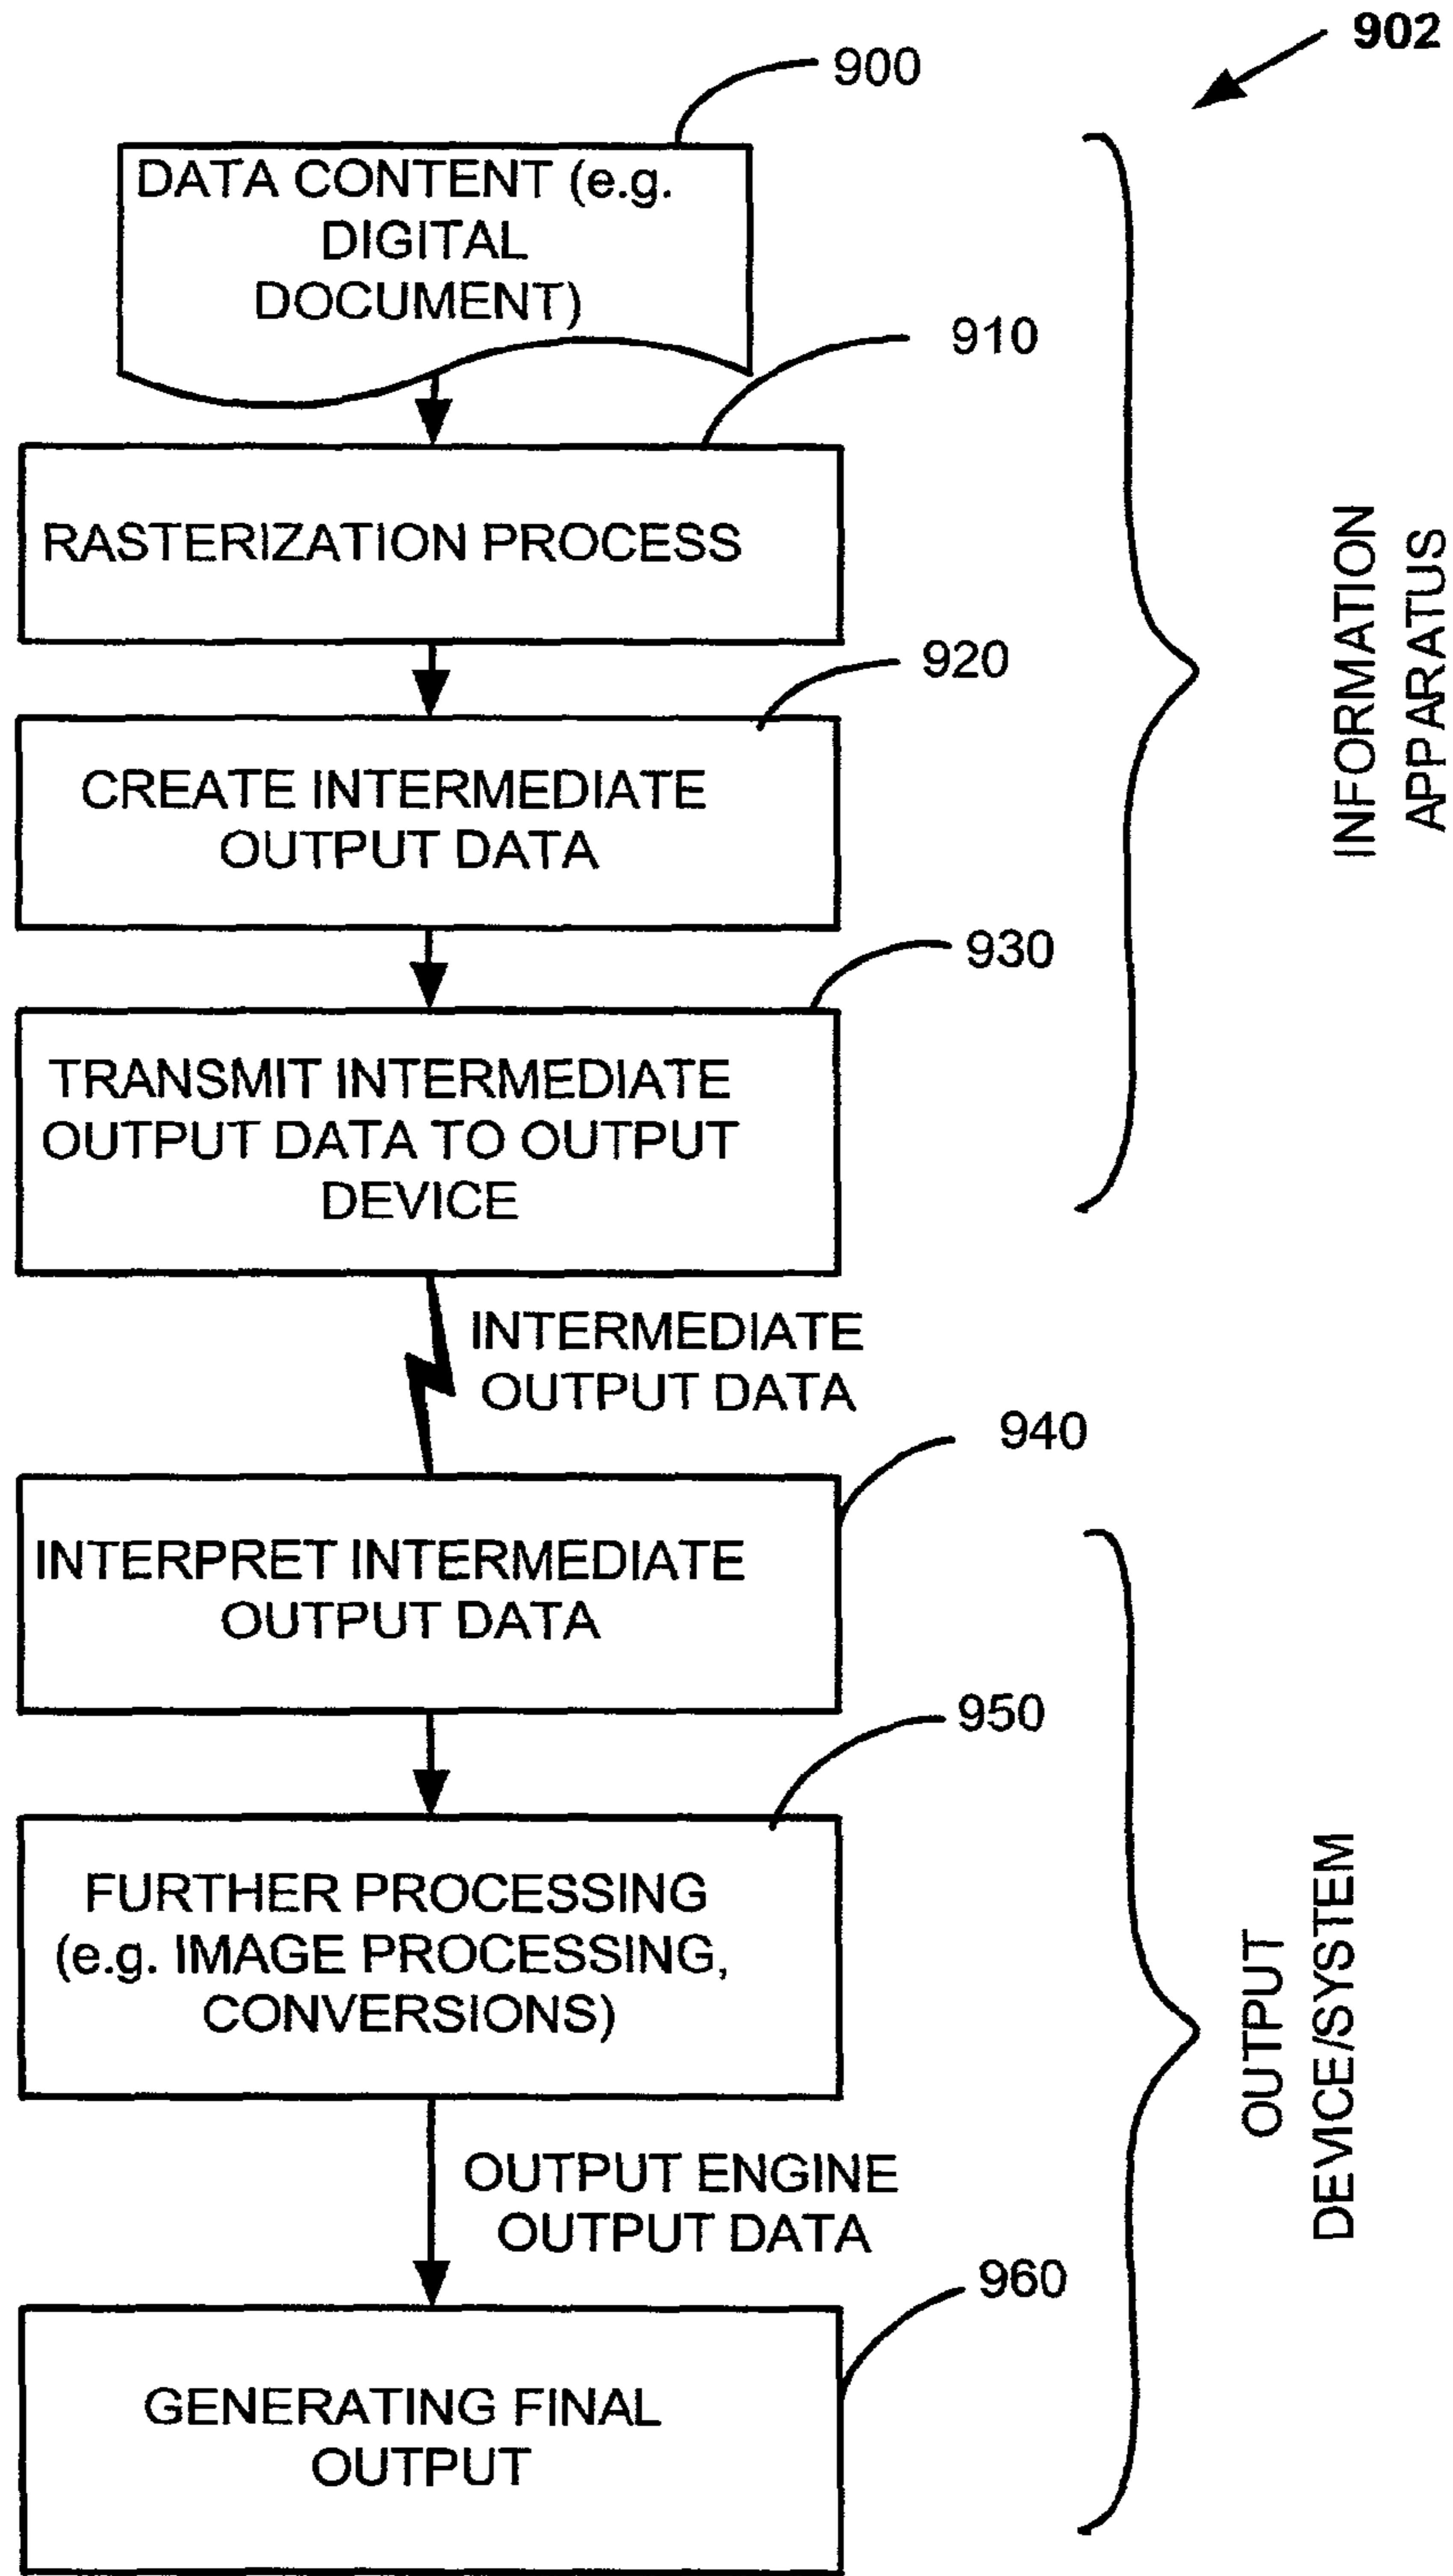 902
900
DATA CONTENT (e.g.
DIGITAL
DOCUMENT)
910
RASTERIZATION PROCESS
920
CREATE INTERMEDIATE
OUTPUT DATA
930
TRANSMIT INTERMEDIATE
OUTPUT DATA TO OUTPUT
DEVICE
INFORMATION
APPARATUS
INTERMEDIATE
OUTPUT DATA
940
INTERPRET INTERMEDIATE
OUTPUT DATA
950
FURTHER PROCESSING
(e.g. IMAGE PROCESSING,
CONVERSIONS)
OUTPUT ENGINE
OUTPUT DATA
960
GENERATING FINAL
OUTPUT
OUTPUT
DEVICE/SYSTEM